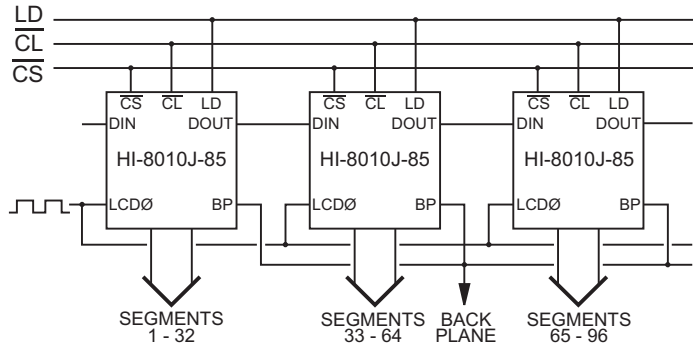 LD
CL
CS
CS CL LD
CS CL LD
CS CL LD
DIN DOUT
DIN DOUT
DIN DOUT
HI-8010J-85
HI-8010J-85
HI-8010J-85
LCDØ BP
LCDØ BP
LCDØ BP
SEGMENTS
1 - 32
SEGMENTS
33 - 64
BACK
PLANE
SEGMENTS
65 - 96